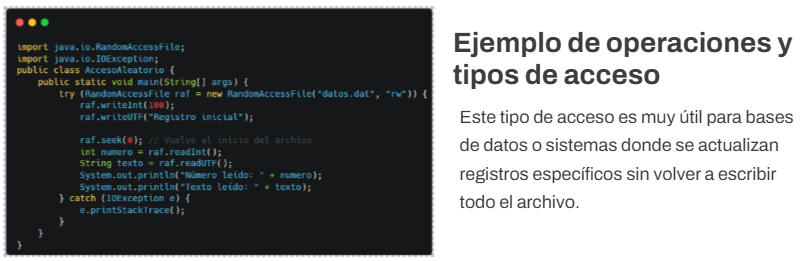 import java.io.RandomAccessFile;
import java.io.IOException;
public class AccesoAleatorio {
    public static void main(String[] args) {
        try (RandomAccessFile raf = new RandomAccessFile("datos.dat", "rw")) {
            raf.writeInt(100);
            raf.writeUTF("Registro inicial");

            raf.seek(0); // Vuelve al inicio del archivo
            int numero = raf.readInt();
            String texto = raf.readUTF();
            System.out.println("Número leído: " + numero);
            System.out.println("Texto leído: " + texto);
        } catch (IOException e) {
            e.printStackTrace();
        }
    }
}
Ejemplo de operaciones y
tipos de acceso
Este tipo de acceso es muy útil para bases
de datos o sistemas donde se actualizan
registros específicos sin volver a escribir
todo el archivo.